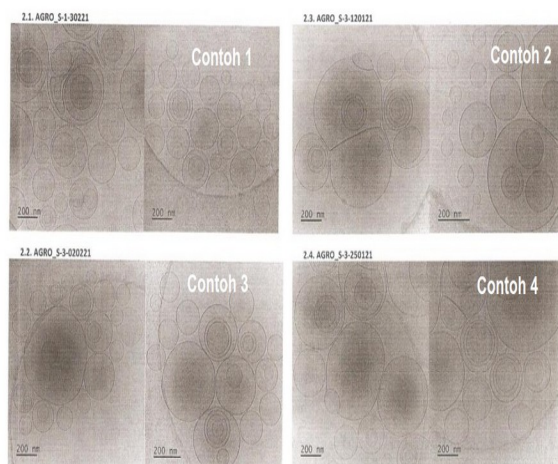 2.1. AGRO_S-1-30221
Contoh 1
200 nm
200 nm
2.3. AGRO_S-3-120121
Contoh 2
200 nm
200 nm
2.2. AGRO_S-3-020221
Contoh 3
200 nm
200 nm
2.4. AGRO_S-3-250121
Contoh 4
200 nm
200 nm